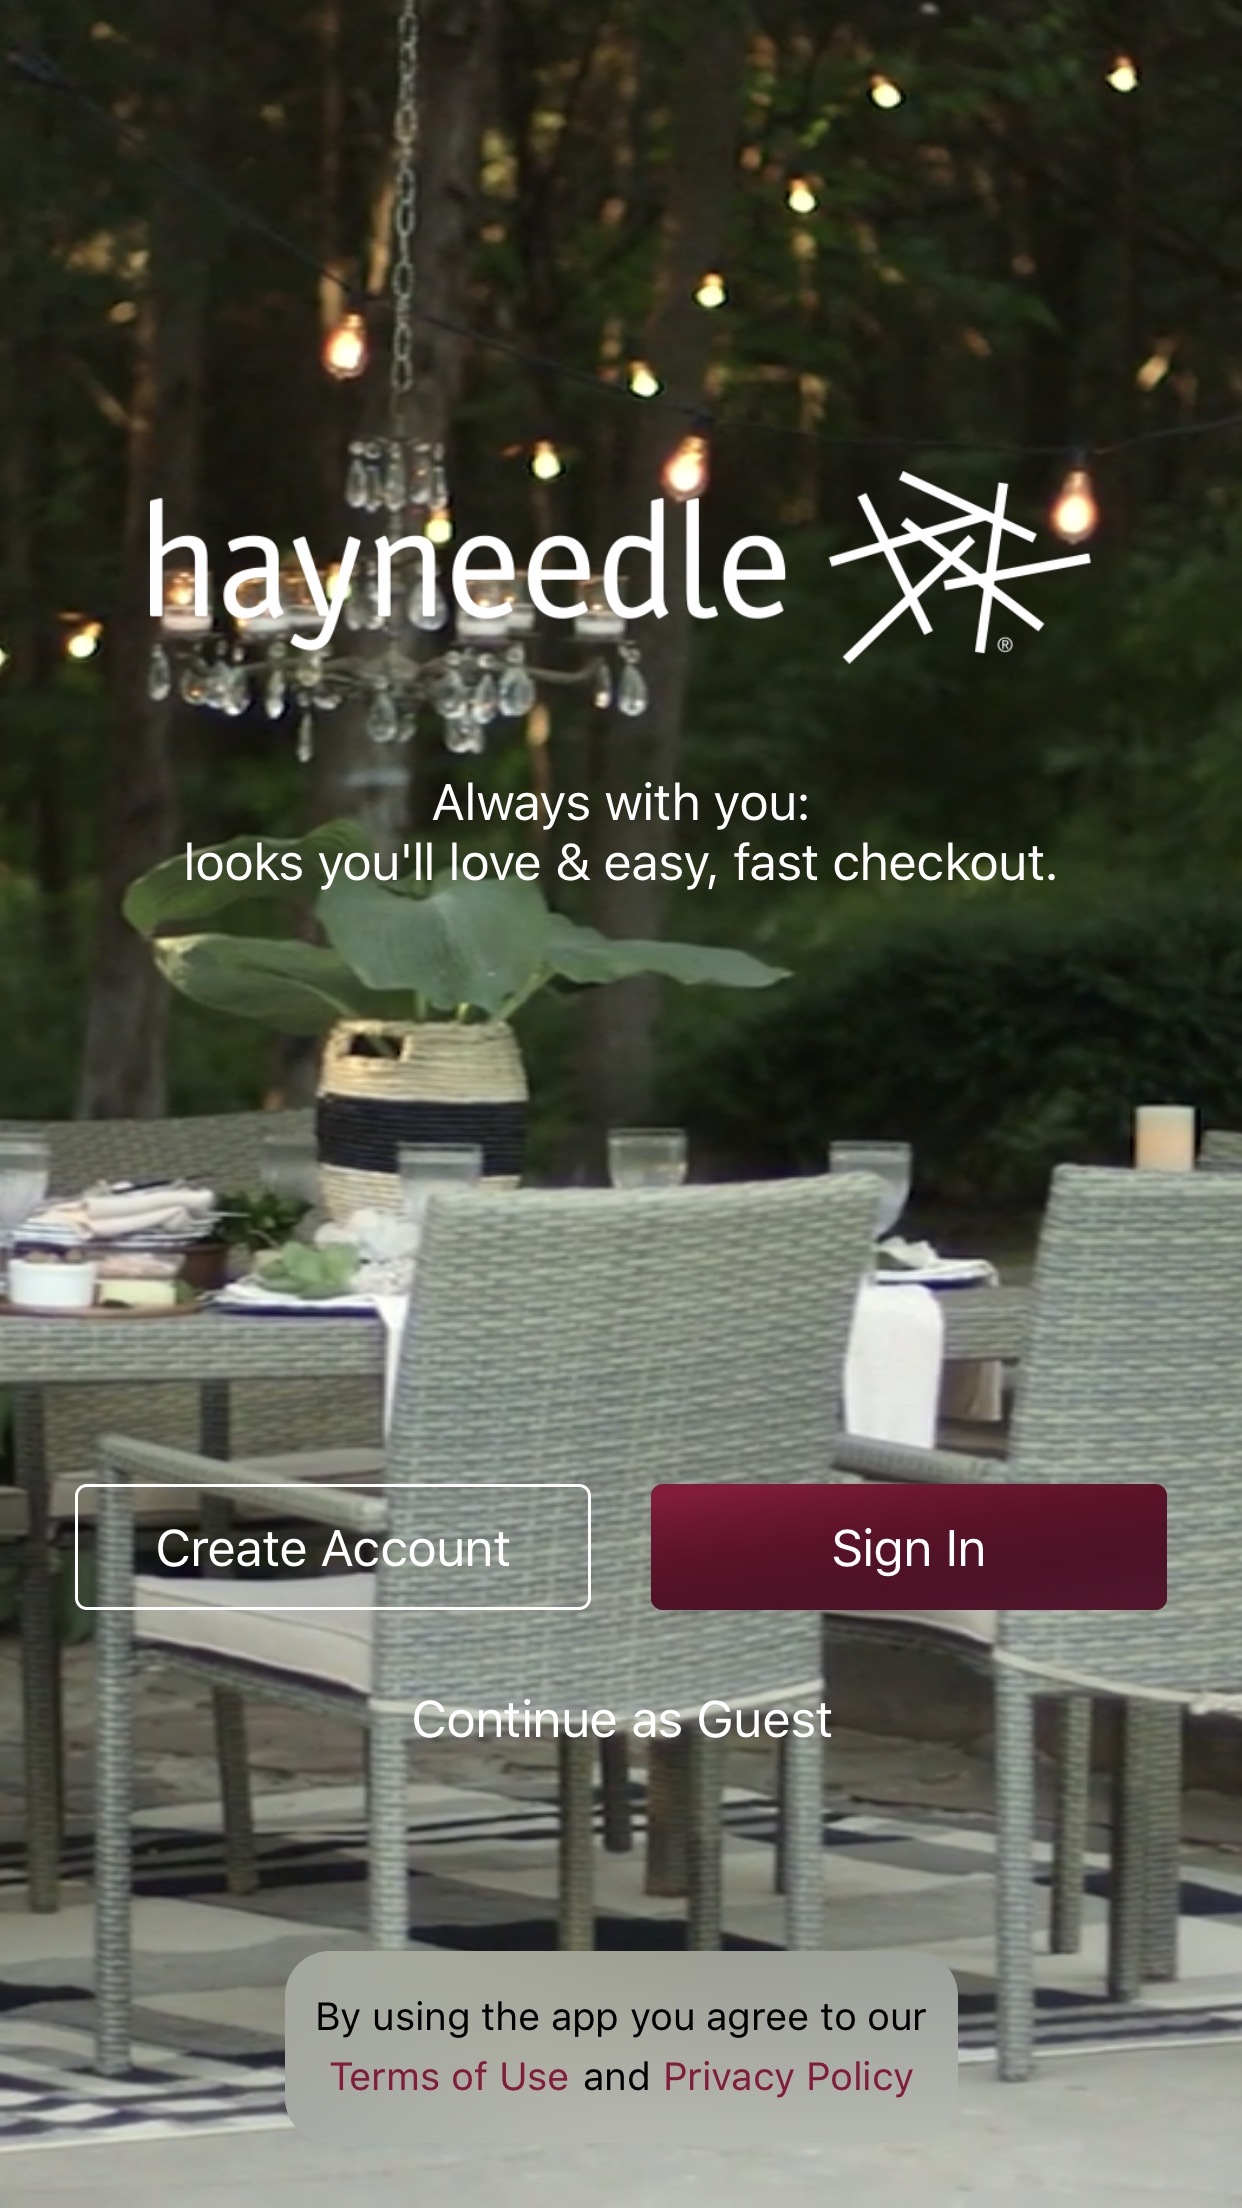 hayneedle
®
Always with you:
looks you'll love & easy, fast checkout.
Create Account
Sign In
Continue as Guest
By using the app you agree to our
Terms of Use and Privacy Policy